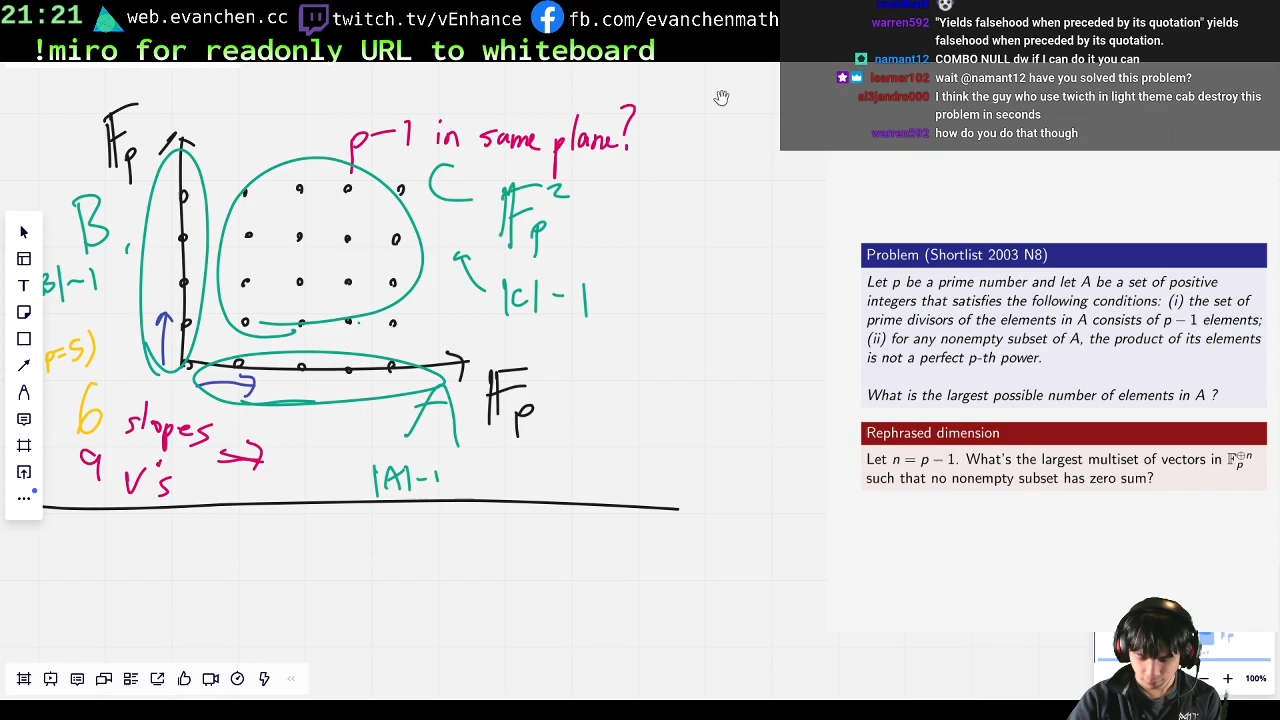 21:21
web.evanchen.cc
twitch.tv/vEnhance
fb.com/evanchenmath
!miro for readonly URL to whiteboard
warren592 "Yields falsehood when preceded by its quotation" yields
falsehood when preceded by its quotation.
namant12 COMBO NULL dw if I can do it you can
learner102 wait @namant12 have you solved this problem?
al3jandro000 I think the guy who use twicth in light theme cab destroy this
problem in seconds
warren592 how do you do that though
𝔽p
p-1 in same plane?
C
𝔽p²
B
|B|-1
|C|-1
p=5)
6 slopes
9 v's
A
𝔽p
|A|-1
Problem (Shortlist 2003 N8)
Let p be a prime number and let A be a set of positive
integers that satisfies the following conditions: (i) the set of
prime divisors of the elements in A consists of p − 1 elements;
(ii) for any nonempty subset of A, the product of its elements
is not a perfect p-th power.
What is the largest possible number of elements in A ?
Rephrased dimension
Let n = p − 1. What's the largest multiset of vectors in 𝔽p⊕n
such that no nonempty subset has zero sum?
100%